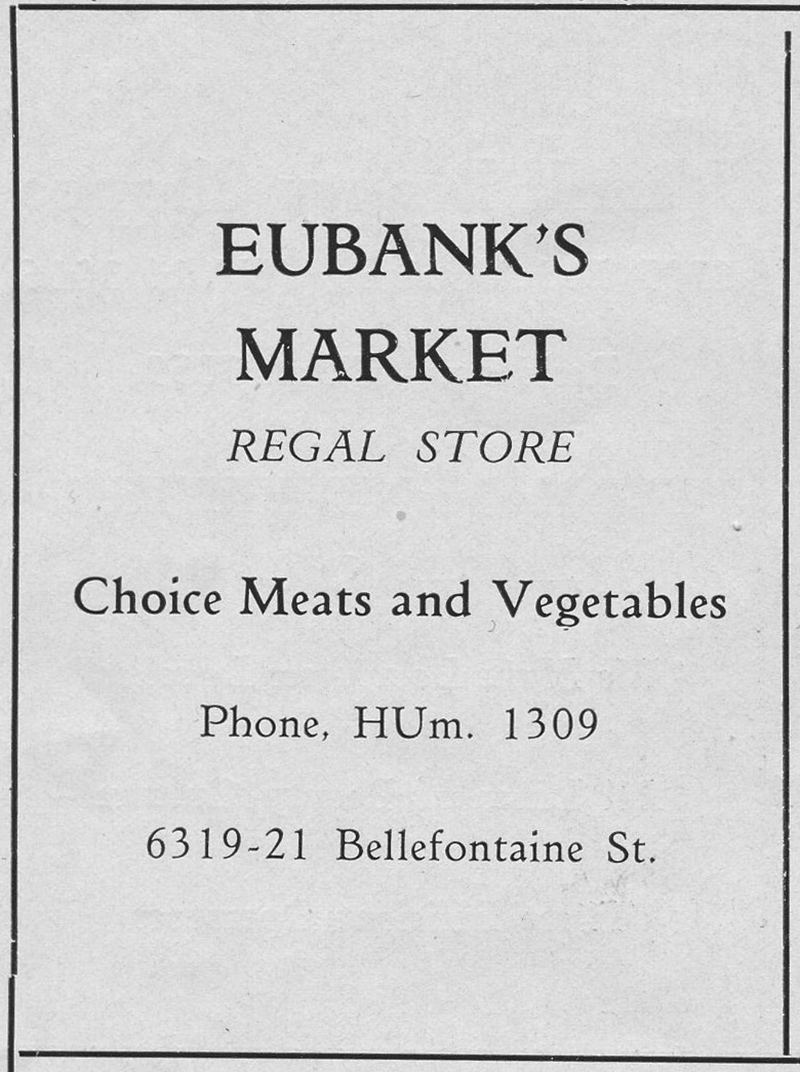 EUBANK'S
MARKET
REGAL STORE
Choice Meats and Vegetables
Phone, HUm. 1309
6319-21 Bellefontaine St.